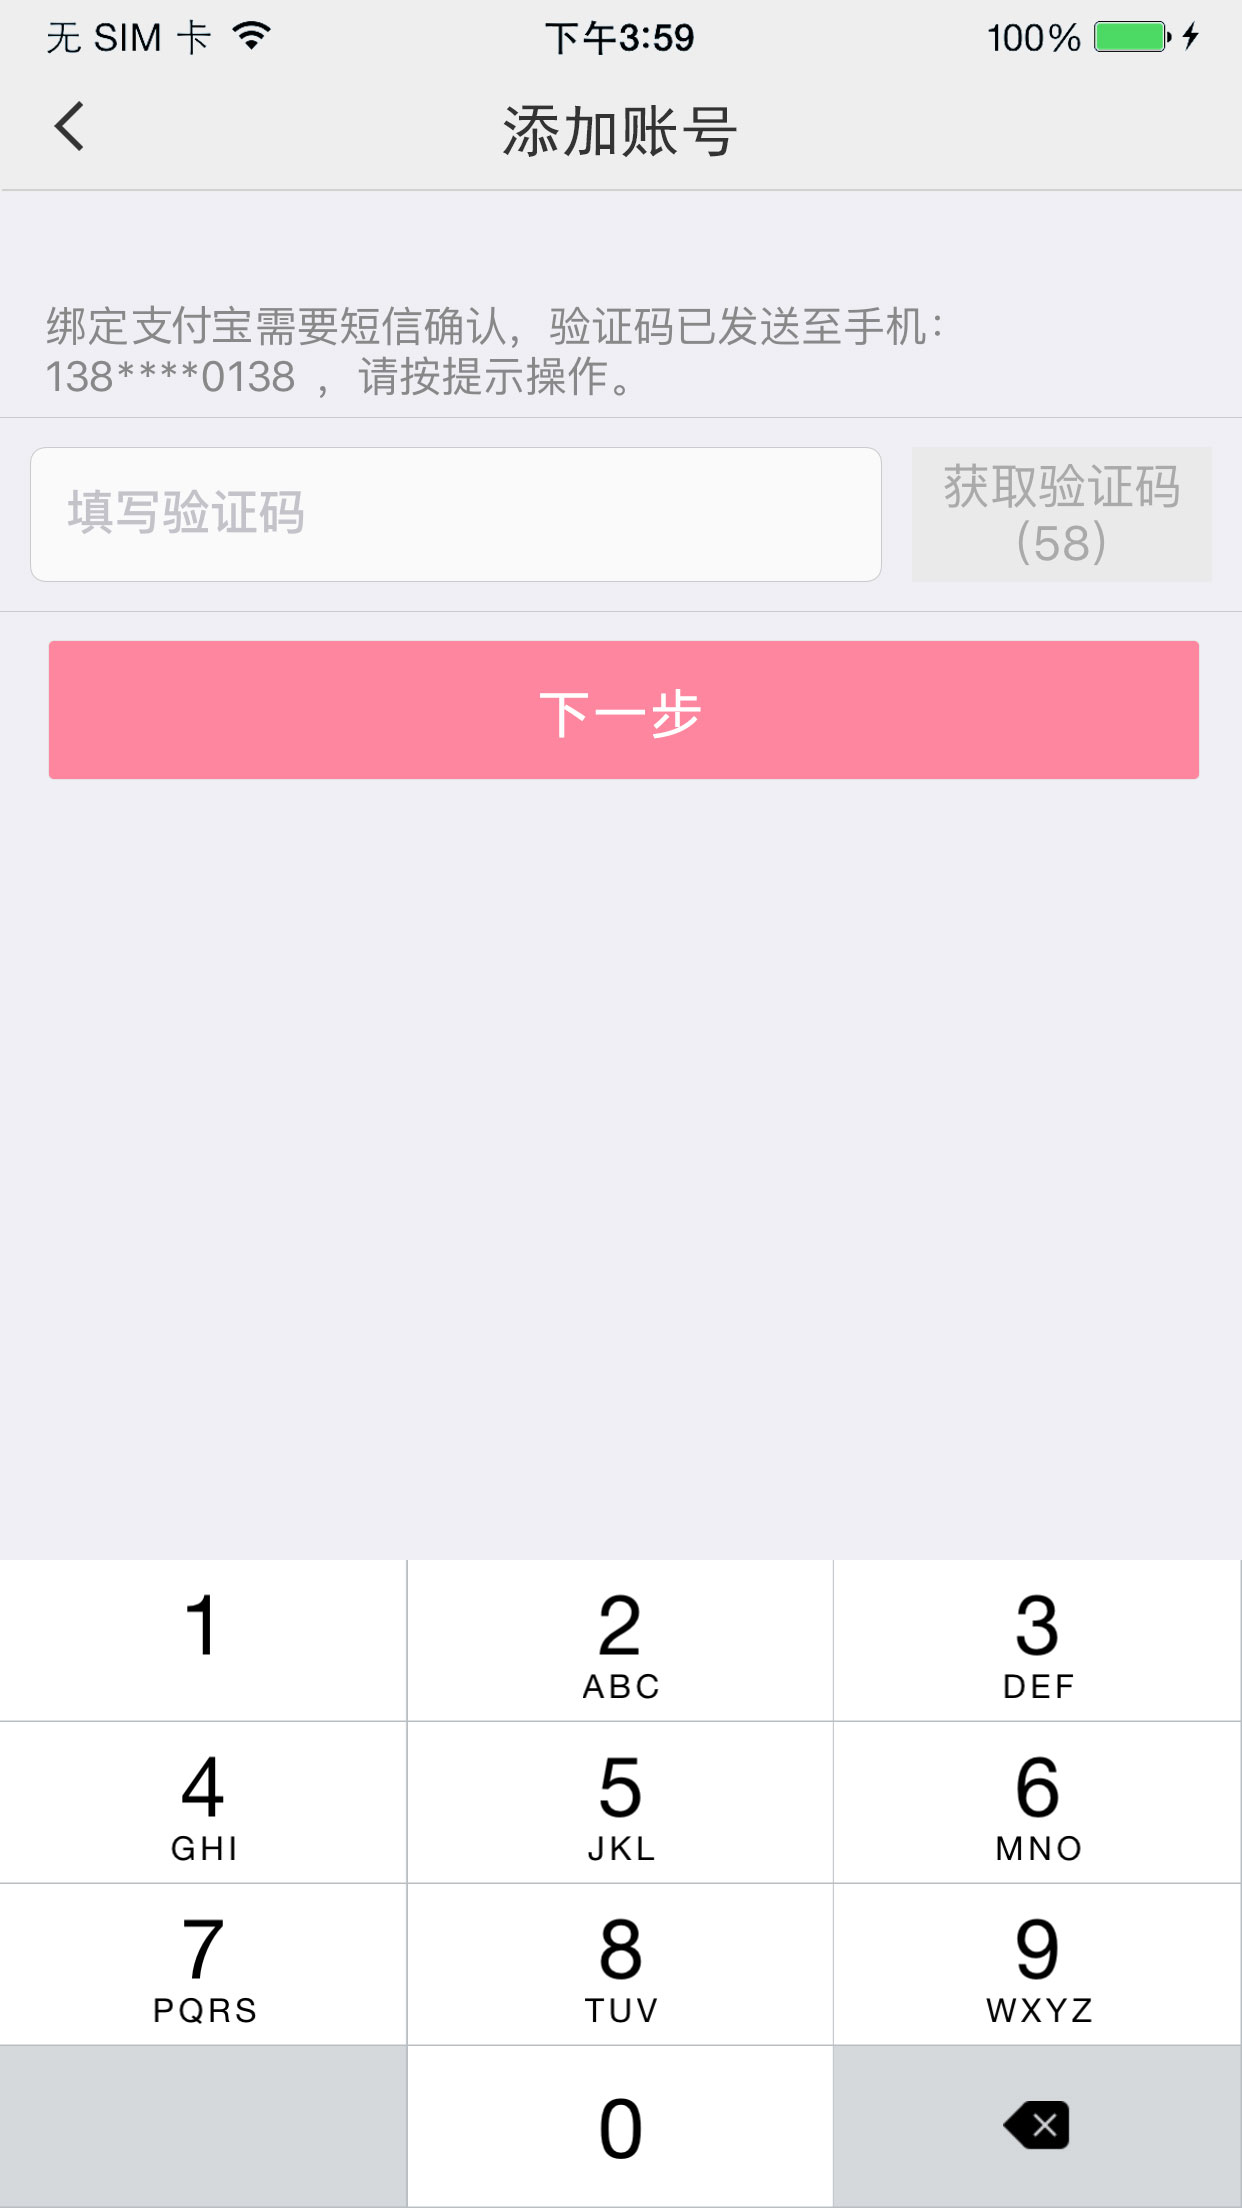 无 SIM 卡
下午3:59
100%
添加账号
绑定支付宝需要短信确认，验证码已发送至手机：
138****0138 ，请按提示操作。
填写验证码
获取验证码
(58)
下一步
1
2
3
ABC
DEF
4
5
6
GHI
JKL
MNO
7
8
9
PQRS
TUV
WXYZ
0